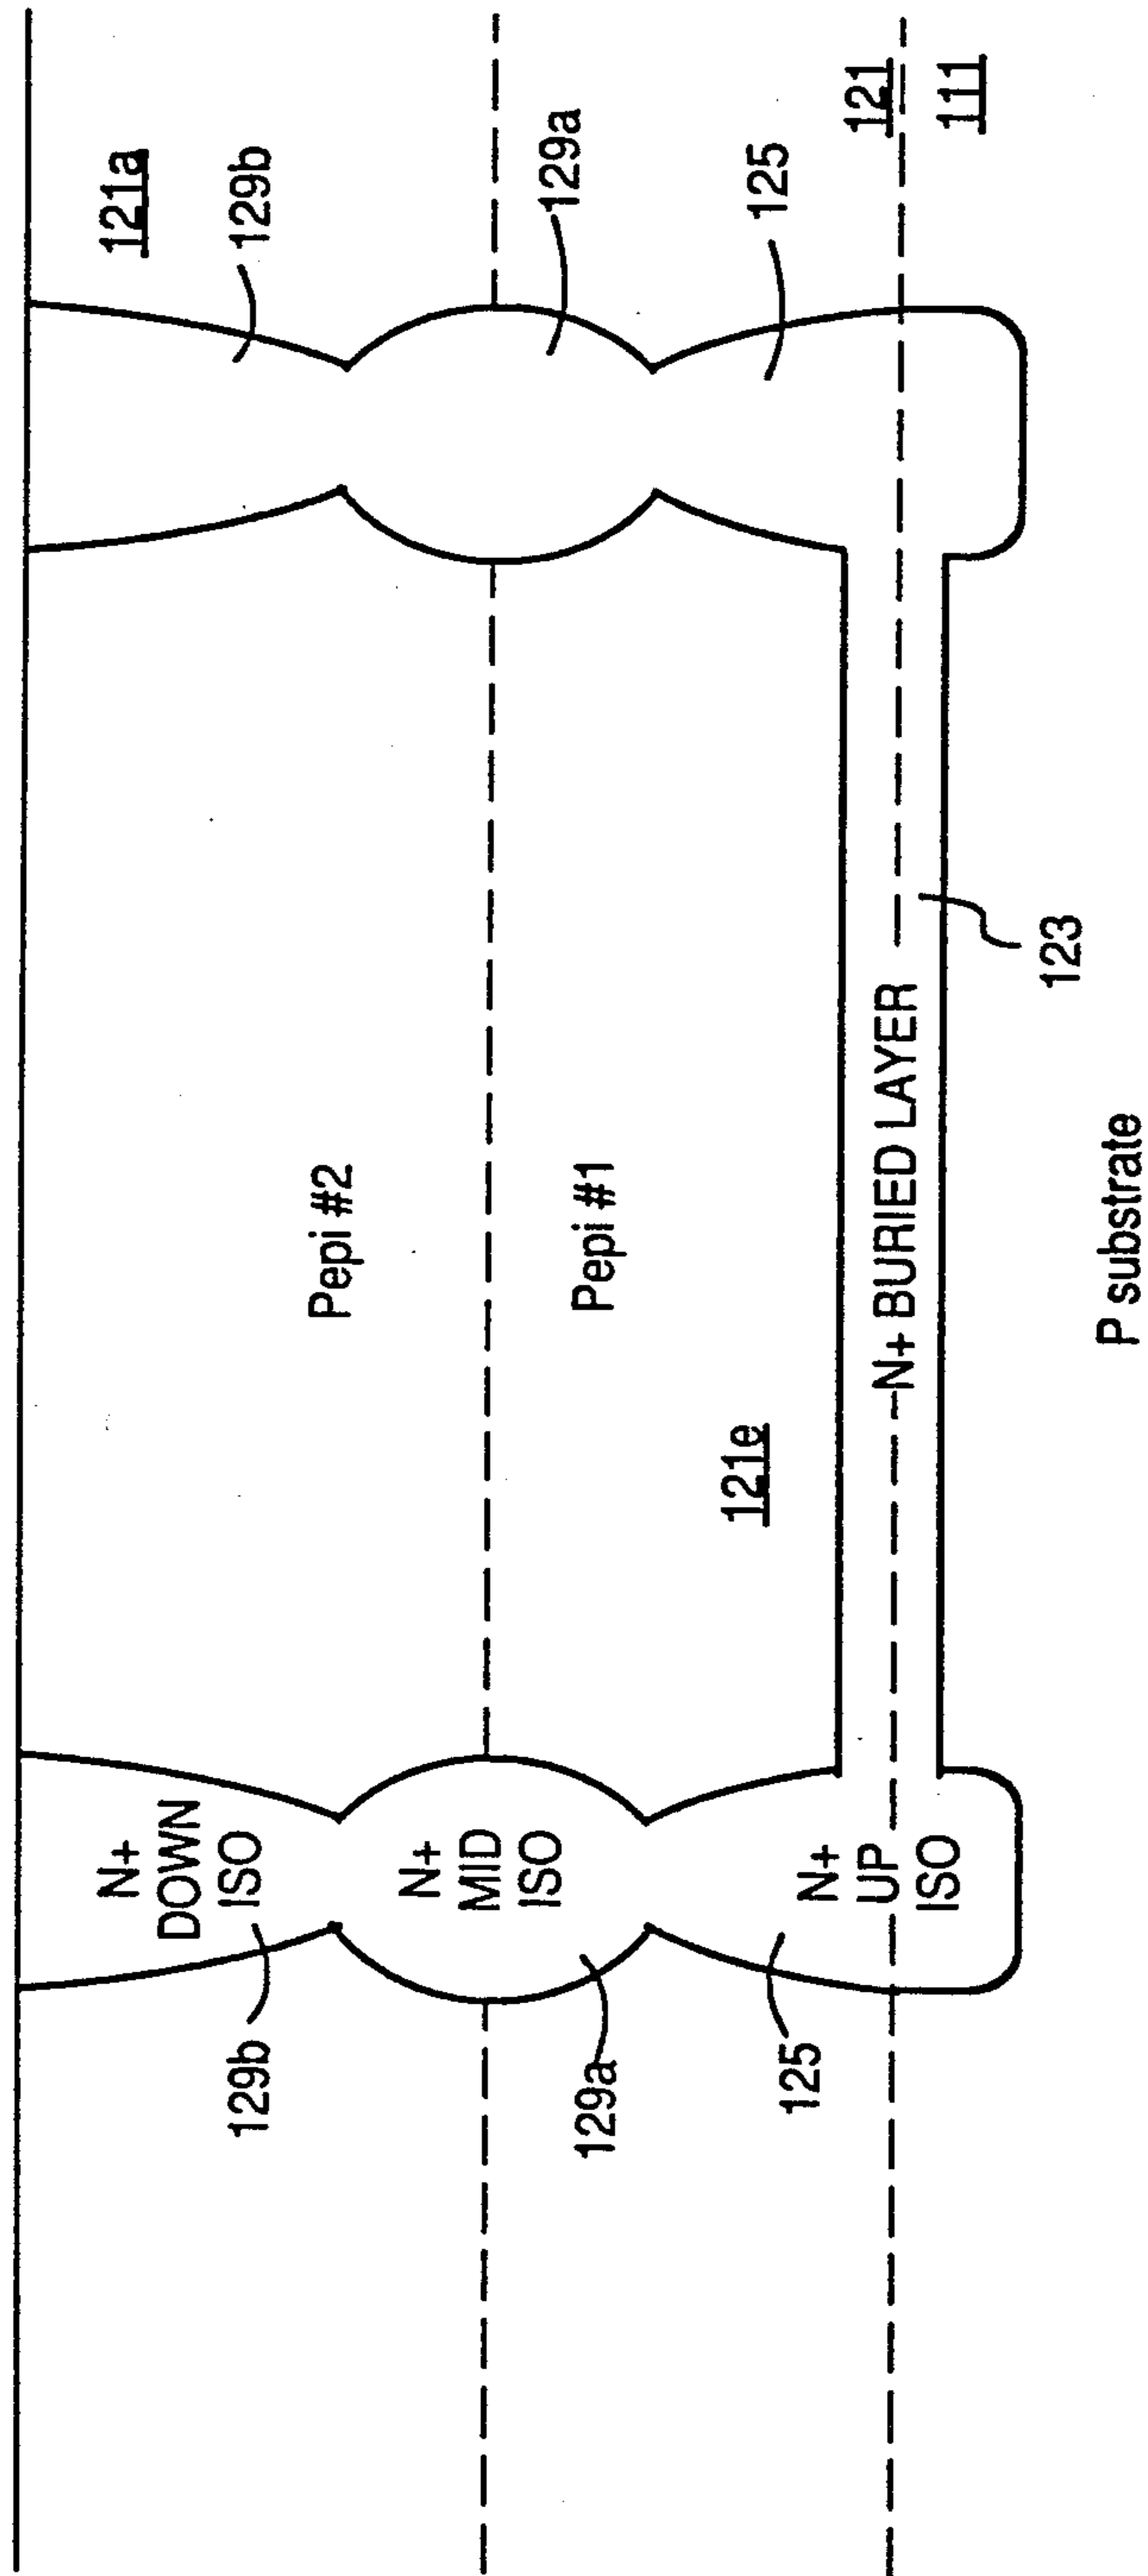 121a
129b
N+
DOWN
ISO
129b
Pepi #2
129a
N+
MID
ISO
129a
Pepi #1
125
121e
121
N+
UP
ISO
125
N+ BURIED LAYER
111
123
P substrate